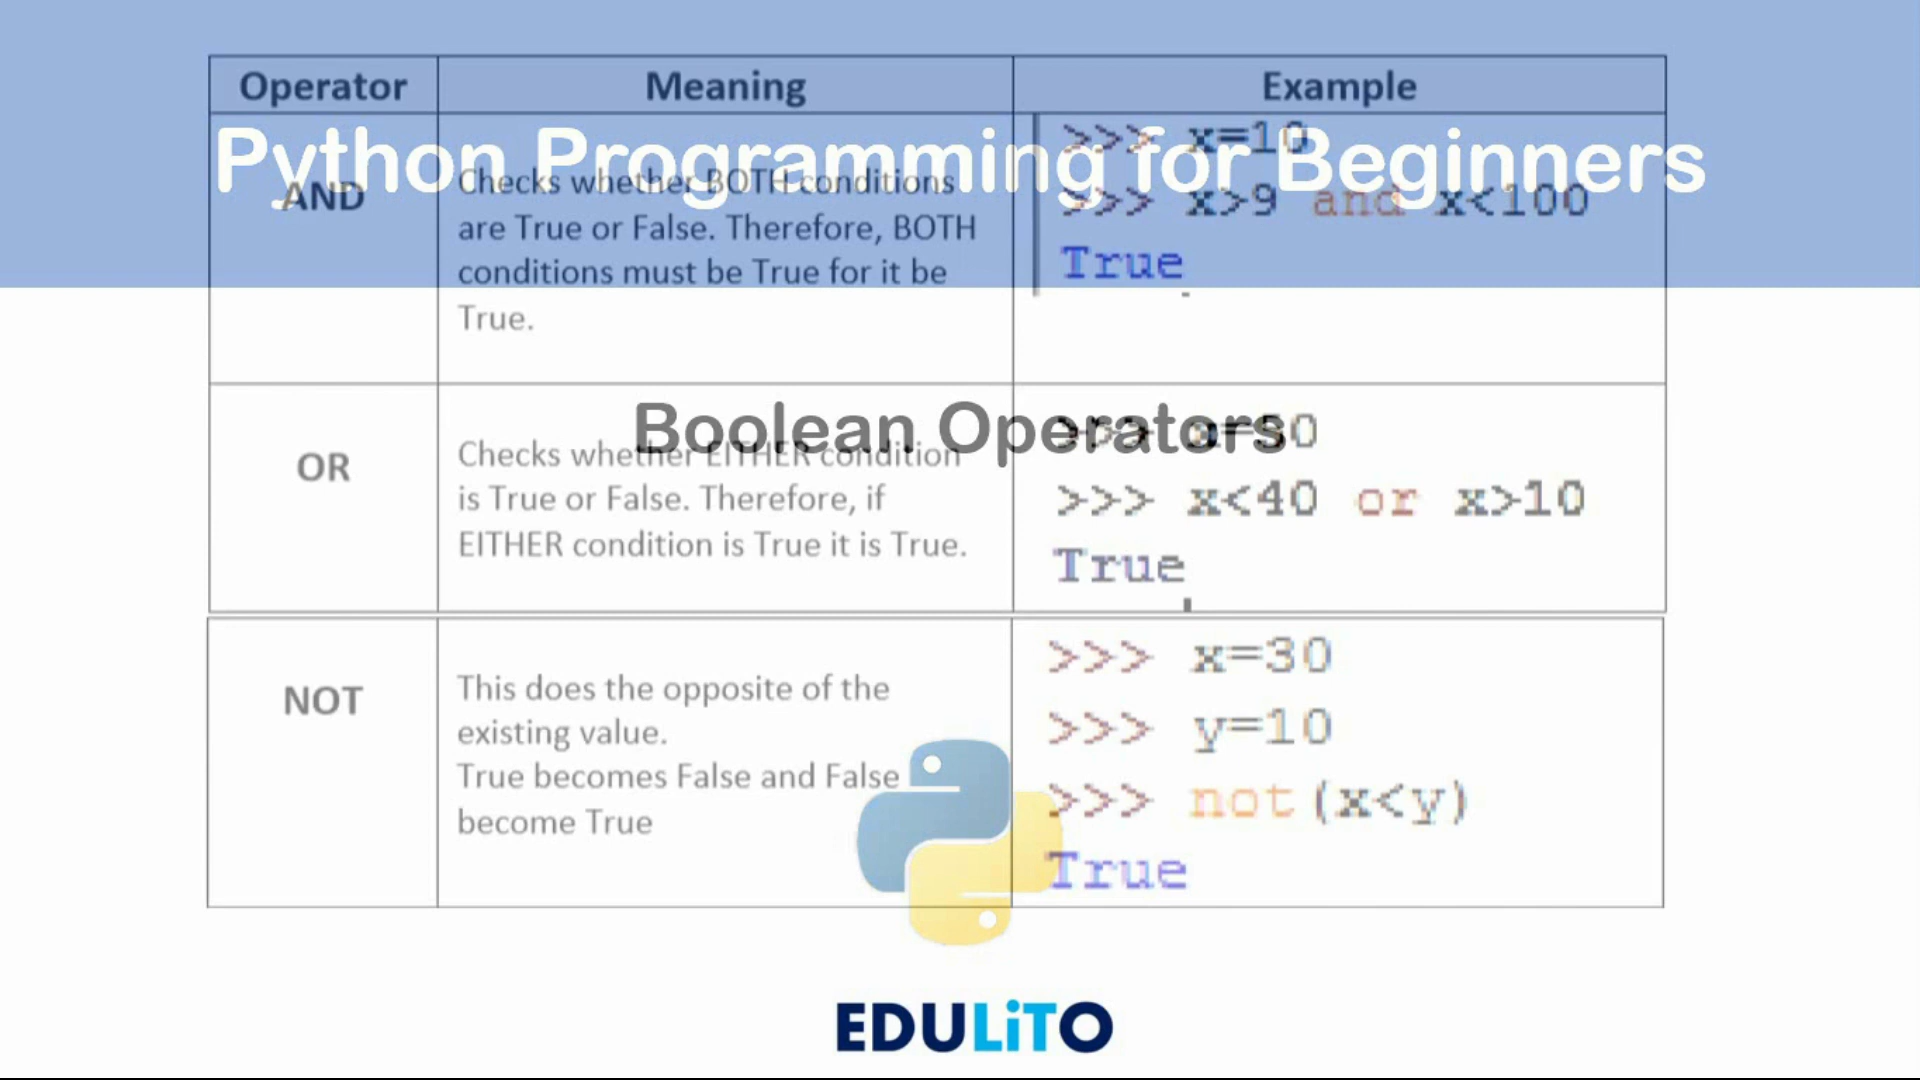 Operator Meaning Example
Python Programming for Beginners
AND
Checks whether BOTH conditions
are True or False. Therefore, BOTH
conditions must be True for it be
True.
>>> x=10
>>> x>9 and x<100
True
Boolean Operators
OR
Checks whether EITHER condition
is True or False. Therefore, if
EITHER condition is True it is True.
>>>
>>> x<40 or x>10
True
NOT
This does the opposite of the
existing value.
True becomes False and False
become True
>>> x=30
>>> y=10
>>> not(x<y)
True
EDULiTO